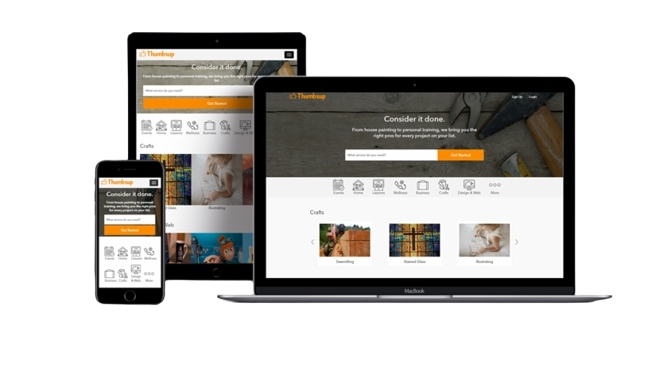 Thumbsup
Consider it done.
From house painting to personal training, we bring you the right pros for every project on your list.
What service do you need?
Get Started
Events Home Lessons Wellness Business Crafts Design & W
Crafts
Illustrating
Web
Thumbsup
Consider it done.
From house painting to personal
training, we bring you the right pros
for every project on your list.
What service do you need?
Get Started
Events Home Lessons Wellness
Business Crafts Design & Web More
Thumbsup
Sign Up Login
Consider it done.
From house painting to personal training, we bring you the
right pros for every project on your list.
What service do you need? Get Started
Events Home Lessons Wellness Business Crafts Design & Web More
Crafts
Sawmilling Stained Glass Illustrating
MacBook